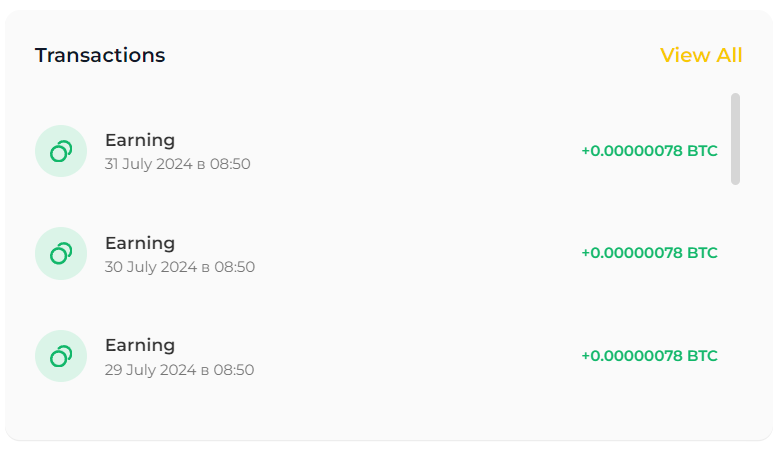 Transactions
View All
Earning
31 July 2024 в 08:50
+0.00000078 BTC
Earning
30 July 2024 в 08:50
+0.00000078 BTC
Earning
29 July 2024 в 08:50
+0.00000078 BTC